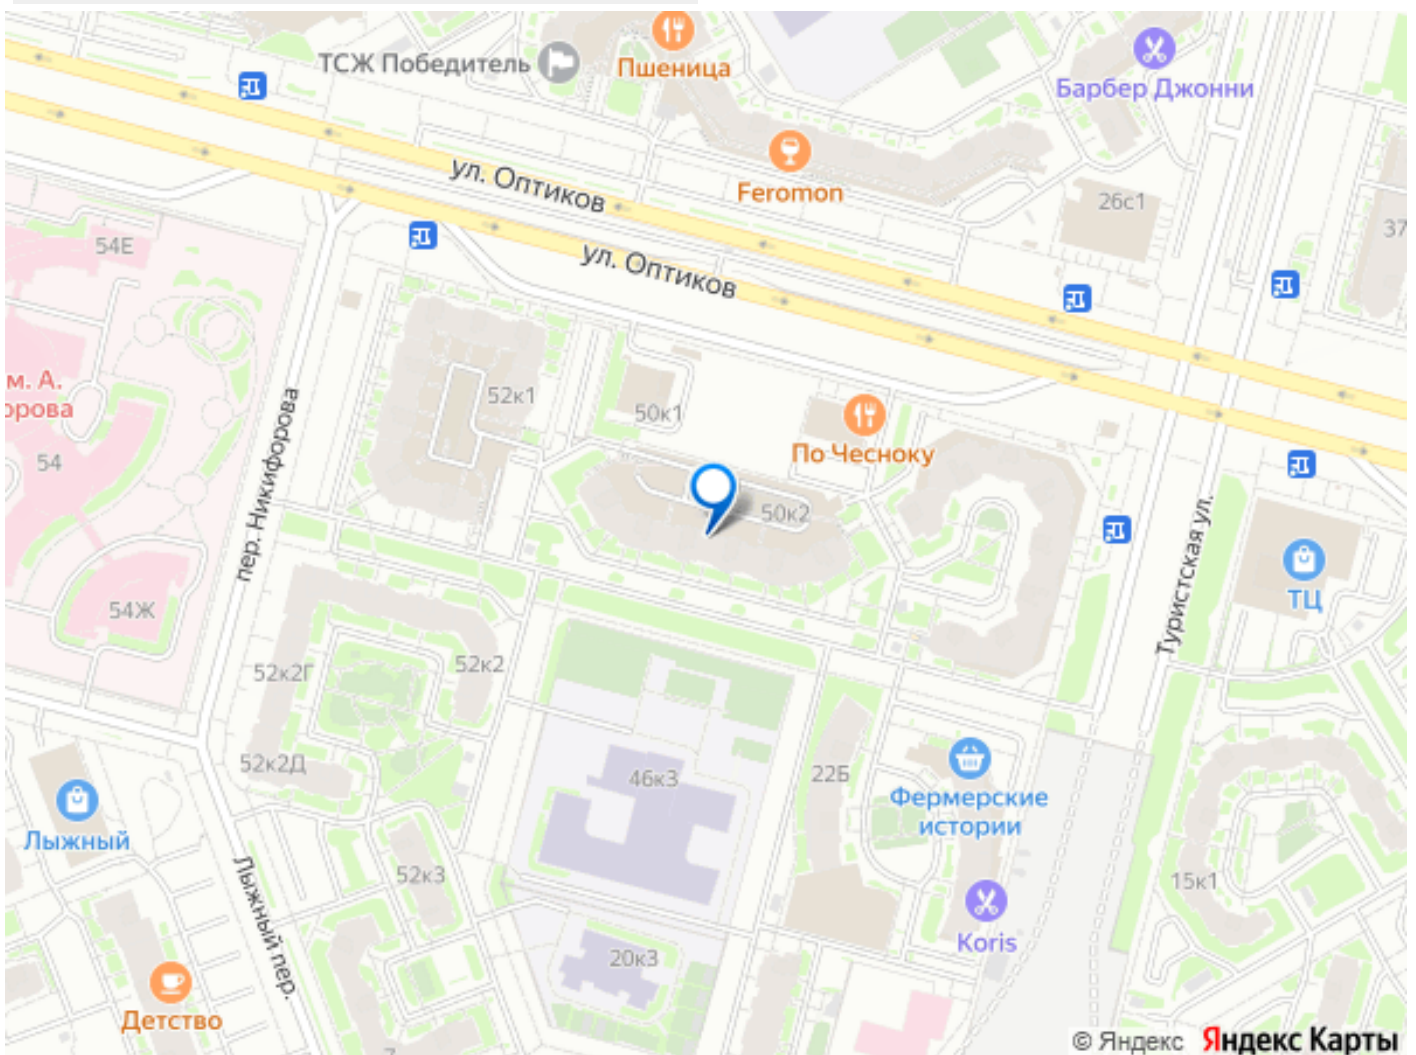 ТСЖ Победитель
Пшеница
Барбер Джонни
ул. Оптиков
Feromon
26с1
37
54Е
ул. Оптиков
м. А.
орова
52к1
50к1
По Чесноку
54
пер. Никифорова
50к2
Туристская ул.
ТЦ
54Ж
52к2Г
52к2
52к2Д
46к3
22Б
Фермерские
истории
Лыжный
52к3
15к1
Лыжный пер.
Koris
20к3
Детство
7
© Яндекс Яндекс Карты